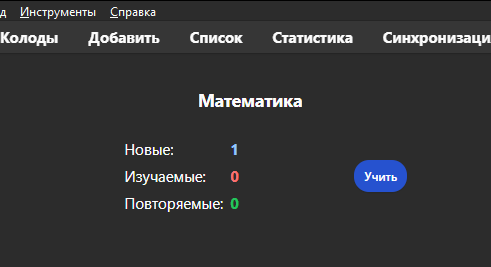 д Инструменты Справка
Колоды Добавить Список Статистика Синхронизаци
Математика
Новые: 1
Изучаемые: 0
Учить
Повторяемые: 0